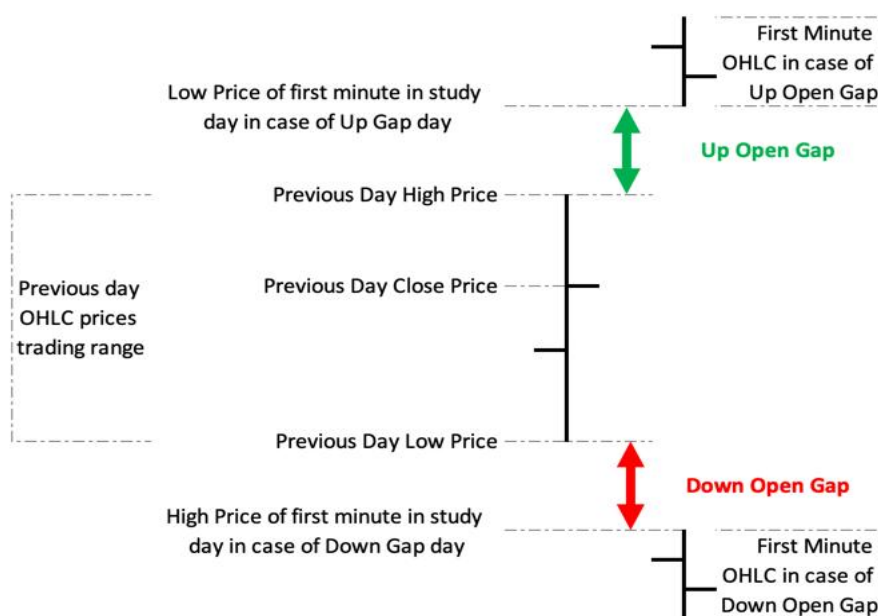 First Minute
OHLC in case of
Up Open Gap
Low Price of first minute in study
day in case of Up Gap day
Up Open Gap
Previous Day High Price
Previous Day Close Price
Previous day
OHLC prices
trading range
Previous Day Low Price
Down Open Gap
High Price of first minute in study
day in case of Down Gap day
First Minute
OHLC in case of
Down Open Gap